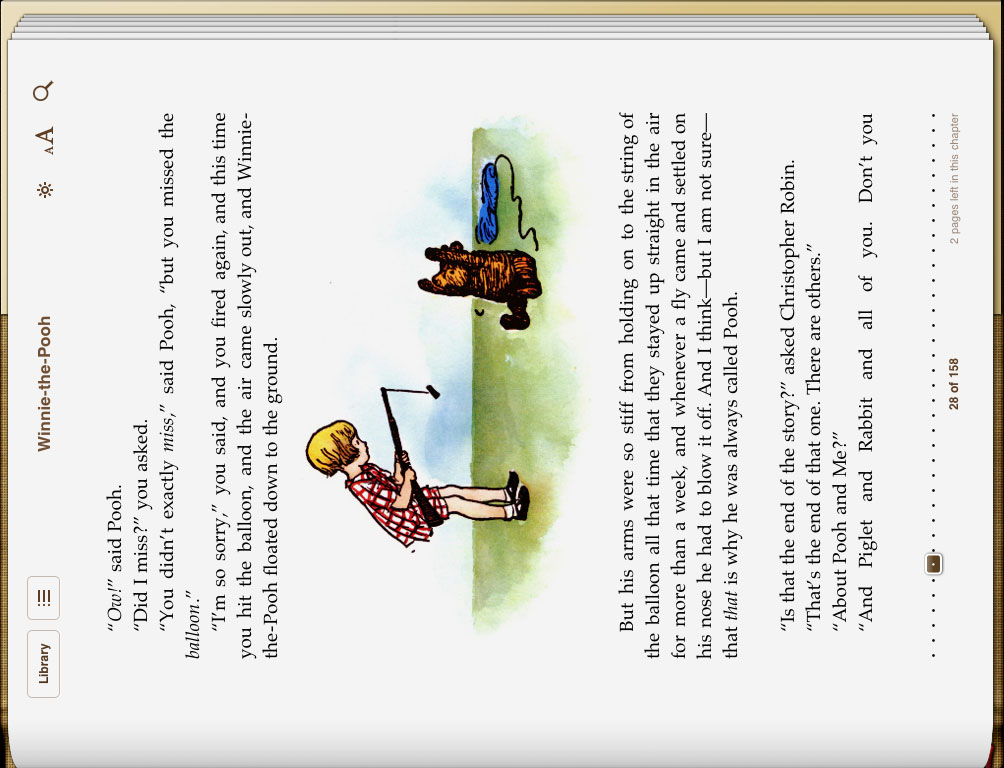 Library
Winnie-the-Pooh
AA
“Ow!” said Pooh.
“Did I miss?” you asked.
“You didn’t exactly miss,” said Pooh, “but you missed the
balloon.”
“I’m so sorry,” you said, and you fired again, and this time
you hit the balloon, and the air came slowly out, and Winnie-
the-Pooh floated down to the ground.
But his arms were so stiff from holding on to the string of
the balloon all that time that they stayed up straight in the air
for more than a week, and whenever a fly came and settled on
his nose he had to blow it off. And I think—but I am not sure—
that that is why he was always called Pooh.
“Is that the end of the story?” asked Christopher Robin.
“That’s the end of that one. There are others.”
“About Pooh and Me?”
“And Piglet and Rabbit and all of you. Don’t you
28 of 158
2 pages left in this chapter